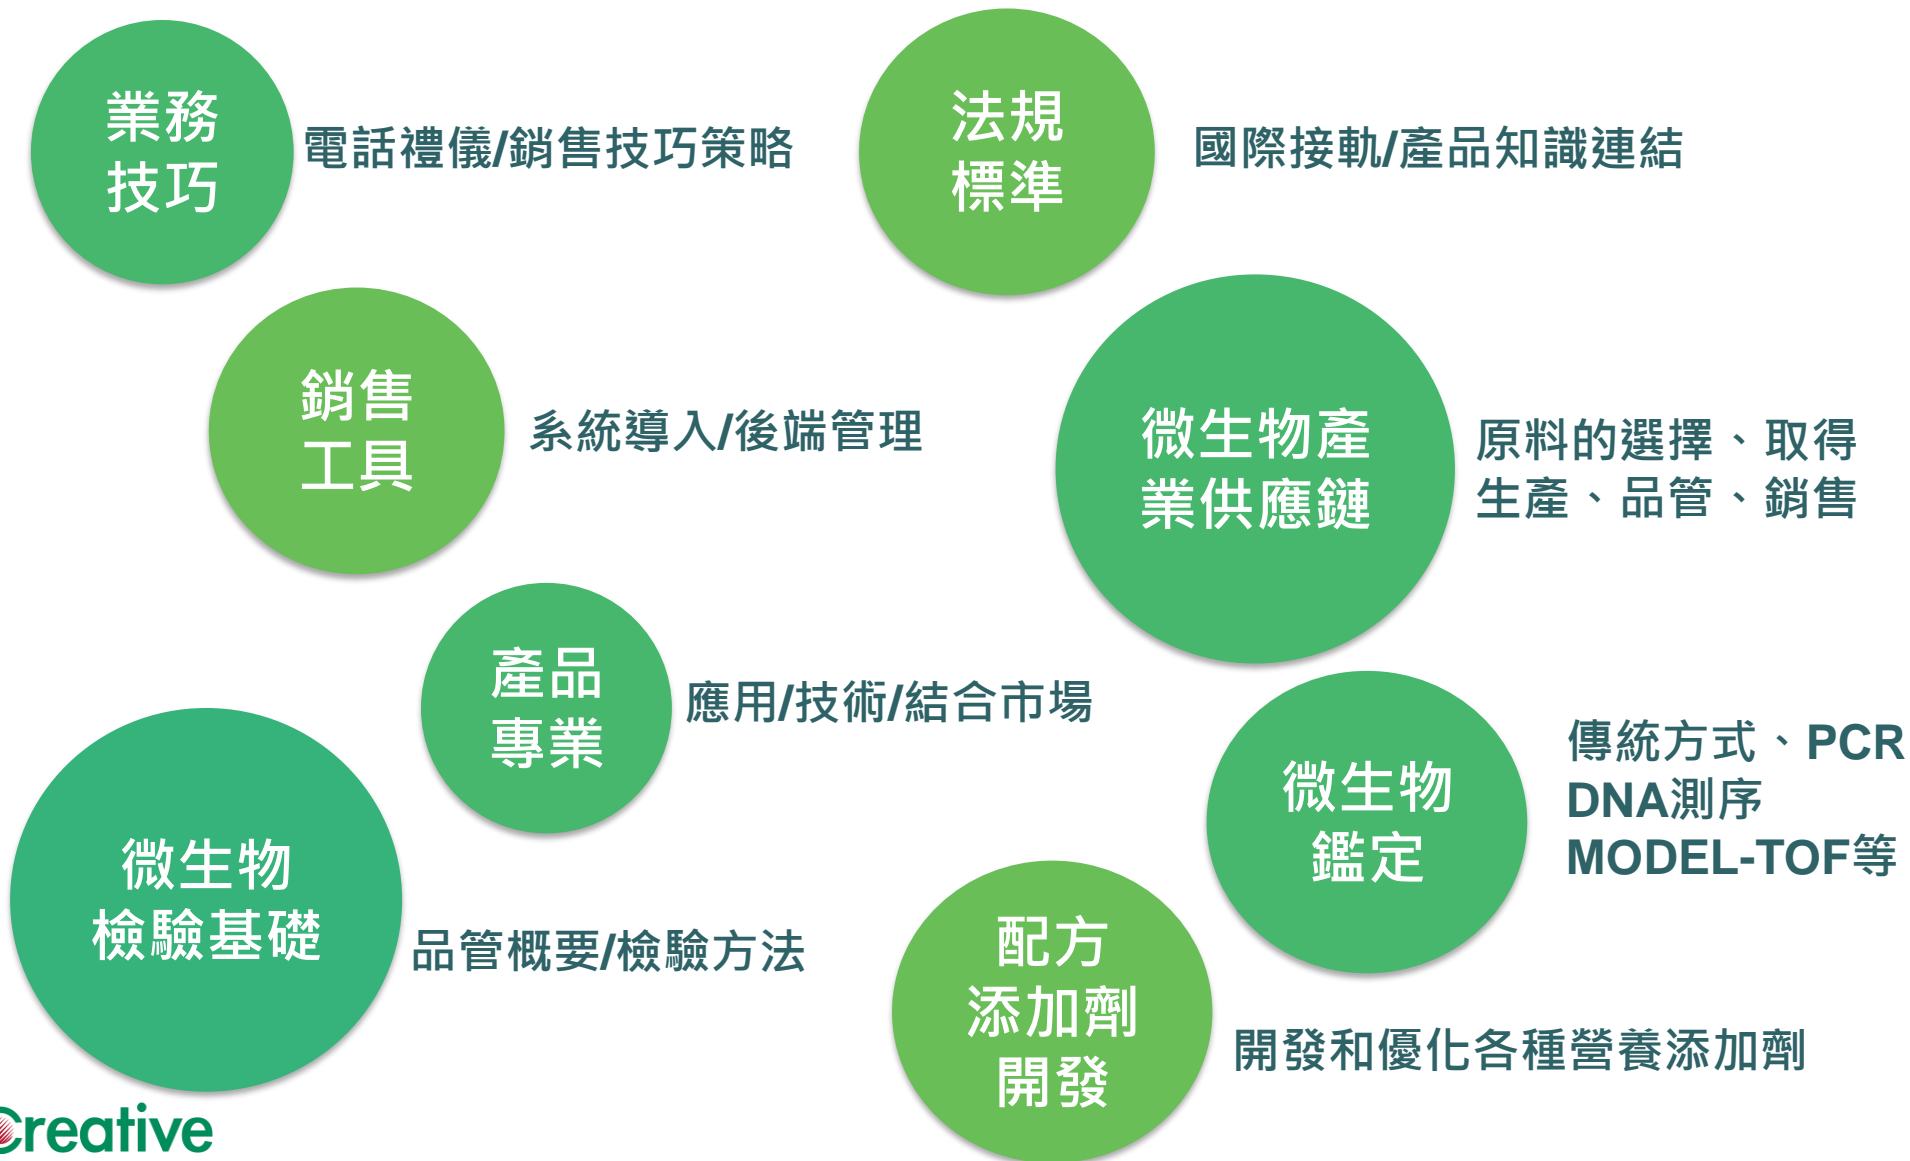 業務
技巧
電話禮儀/銷售技巧策略
銷售
工具
系統導入/後端管理
產品
專業
應用/技術/結合市場
微生物
檢驗基礎
品管概要/檢驗方法
法規
標準
國際接軌/產品知識連結
微生物產
業供應鏈
原料的選擇、取得
生產、品管、銷售
微生物
鑑定
傳統方式、PCR
DNA測序
MODEL-TOF等
配方
添加劑
開發
開發和優化各種營養添加劑
Creative